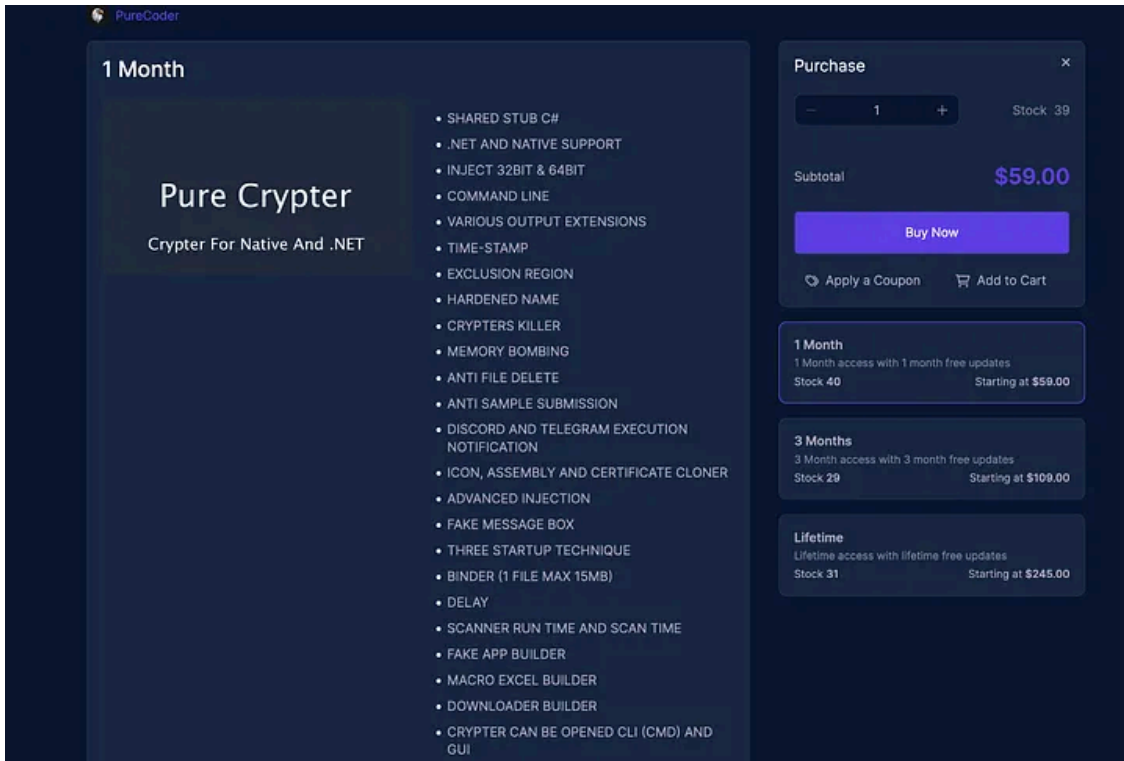 PureCoder
1 Month
Pure Crypter
Crypter For Native And .NET
• SHARED STUB C#
• .NET AND NATIVE SUPPORT
• INJECT 32BIT & 64BIT
• COMMAND LINE
• VARIOUS OUTPUT EXTENSIONS
• TIME-STAMP
• EXCLUSION REGION
• HARDENED NAME
• CRYPTERS KILLER
• MEMORY BOMBING
• ANTI FILE DELETE
• ANTI SAMPLE SUBMISSION
• DISCORD AND TELEGRAM EXECUTION
NOTIFICATION
• ICON, ASSEMBLY AND CERTIFICATE CLONER
• ADVANCED INJECTION
• FAKE MESSAGE BOX
• THREE STARTUP TECHNIQUE
• BINDER (1 FILE MAX 15MB)
• DELAY
• SCANNER RUN TIME AND SCAN TIME
• FAKE APP BUILDER
• MACRO EXCEL BUILDER
• DOWNLOADER BUILDER
• CRYPTER CAN BE OPENED CLI (CMD) AND
GUI
Purchase ×
− 1 + Stock 39
Subtotal $59.00
Buy Now
Apply a Coupon Add to Cart
1 Month
1 Month access with 1 month free updates
Stock 40 Starting at $59.00
3 Months
3 Month access with 3 month free updates
Stock 29 Starting at $109.00
Lifetime
Lifetime access with lifetime free updates
Stock 31 Starting at $245.00